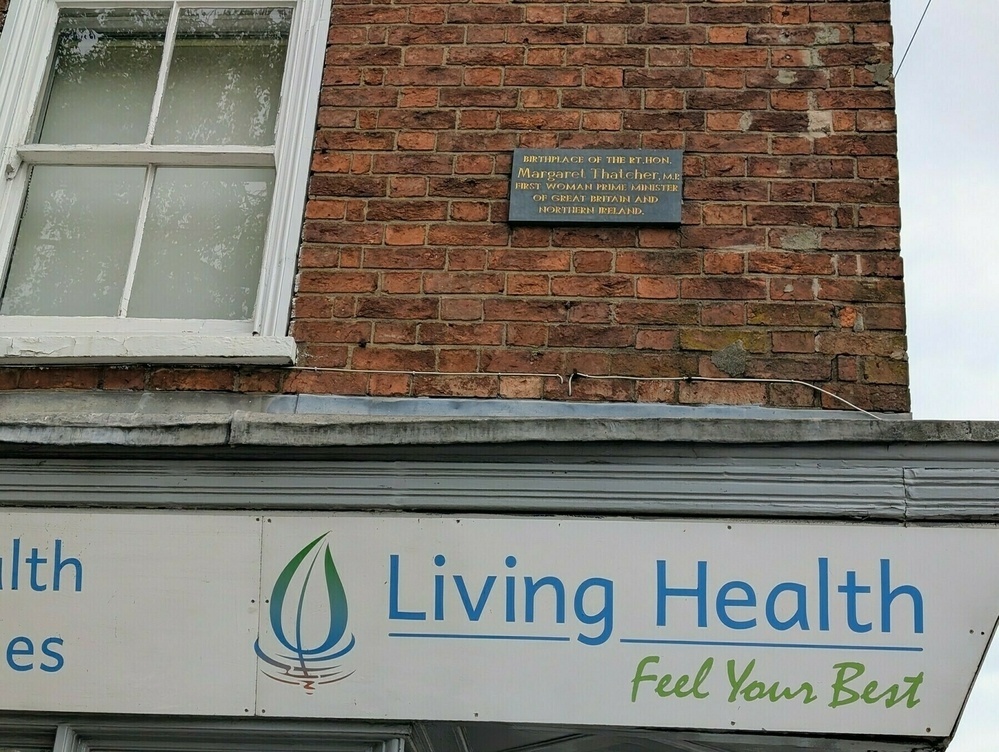 BIRTHPLACE OF THE RT. HON.
Margaret Thatcher, M.P.
FIRST WOMAN PRIME MINISTER
OF GREAT BRITAIN AND
NORTHERN IRELAND.
alth
es
Living Health
Feel Your Best